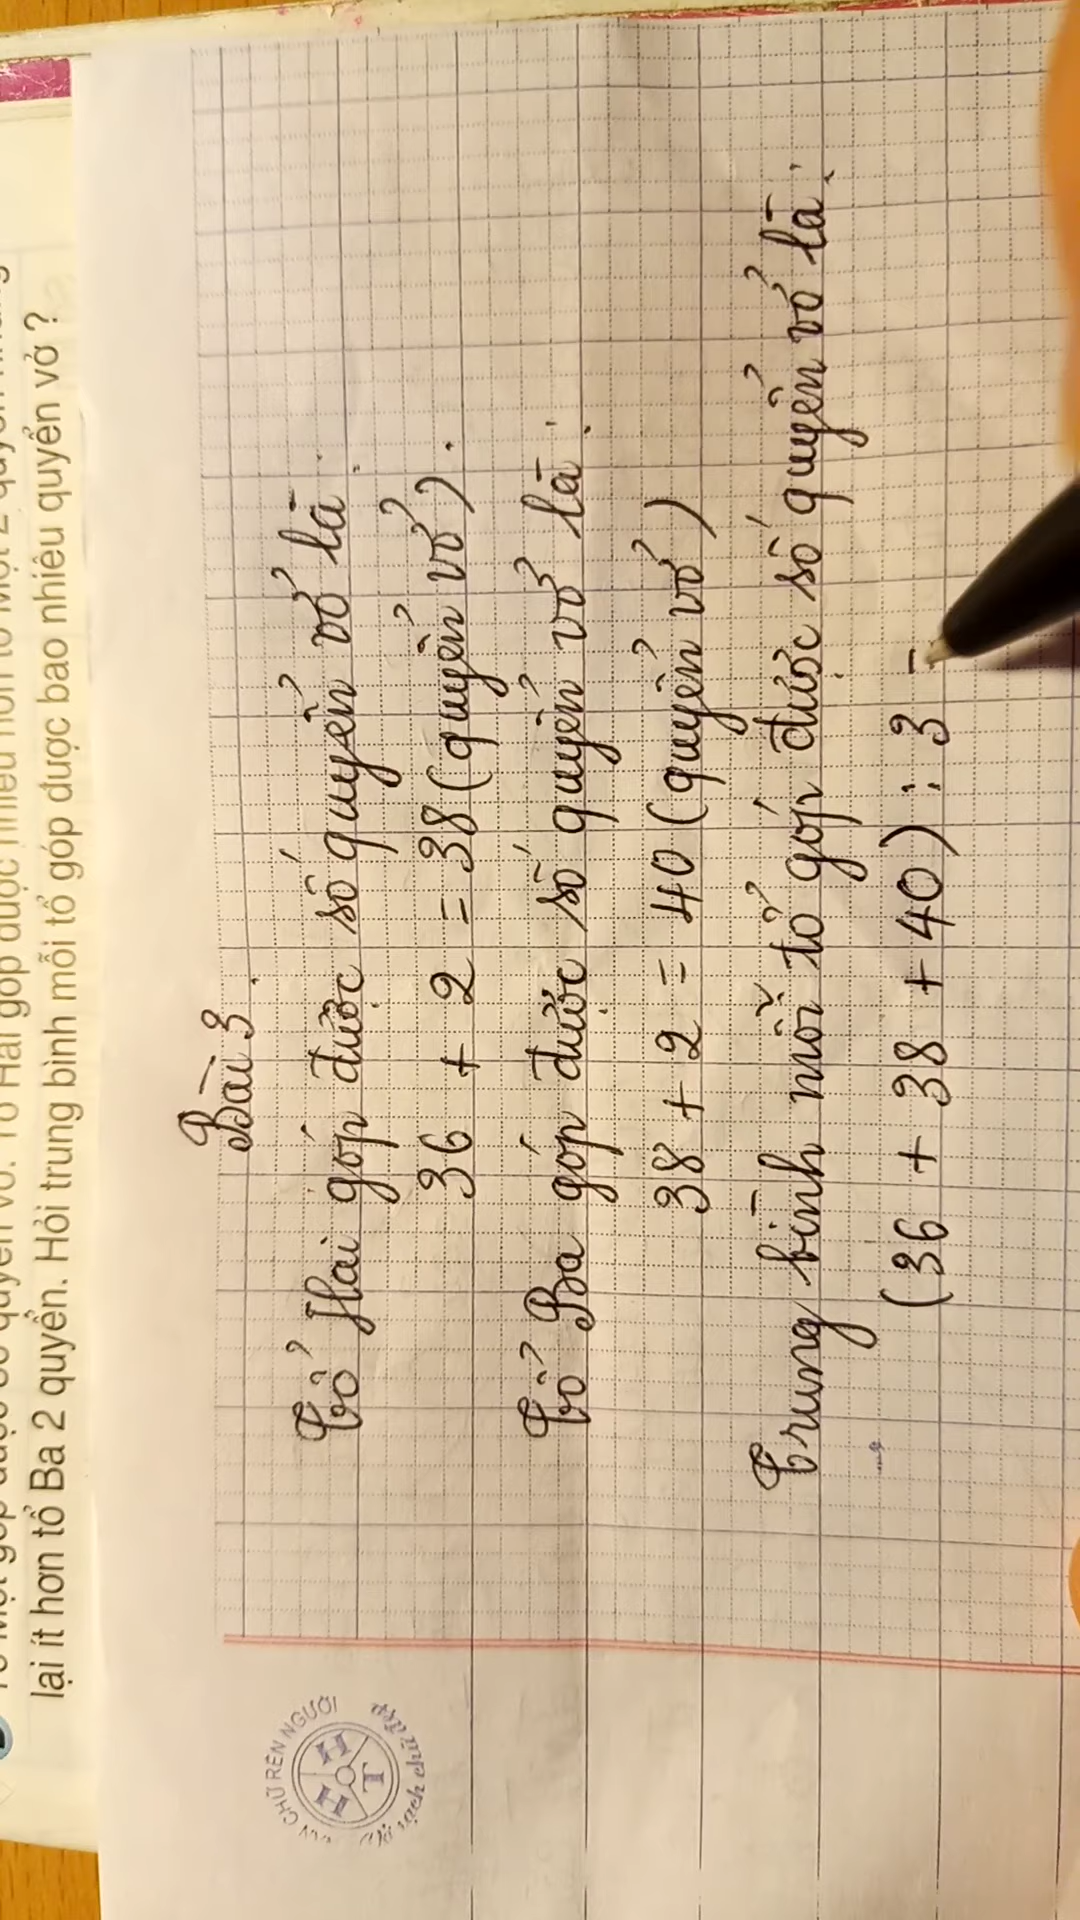 lại ít hơn tổ Ba 2 quyển. Hỏi trung bình mỗi tổ góp được bao nhiêu quyển vở ?
Bài 3.
Tổ Hai góp được số quyển vở là:
36 + 2 = 38 (quyển vở).
Tổ Ba góp được số quyển vở là:
38 + 2 = 40 (quyển vở)
Trung bình mỗi tổ góp được số quyển vở là:
(36 + 38 + 40) : 3
CHỮ RÈN NGƯỜI
H T H
sạch chữ đẹp